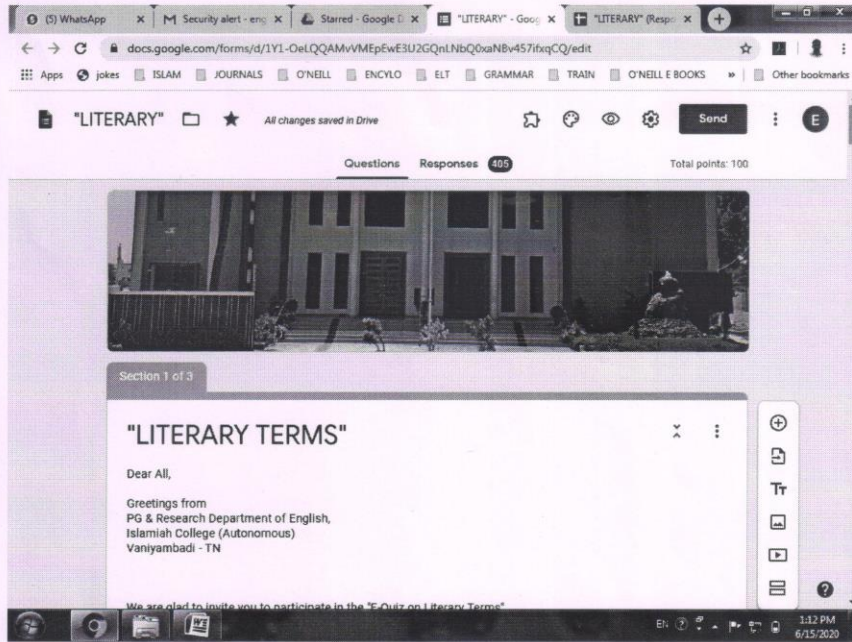 (5) WhatsApp
Security alert - eng
Starred - Google D
"LITERARY" - Goog
"LITERARY" (Respo
docs.google.com/forms/d/
/edit
Apps jokes ISLAM JOURNALS O'NEILL ENCYLO ELT GRAMMAR TRAIN O'NEILL E BOOKS » Other bookmarks
"LITERARY" All changes saved in Drive Send E
Questions Responses 405 Total points: 100
Section 1 of 3
"LITERARY TERMS"
Dear All,
Greetings from
PG & Research Department of English,
Islamiah College (Autonomous)
Vaniyambadi - TN
We are glad to invite you to participate in the "E-Quiz on Literary Terms"
Tт
EN 1:12 PM
6/15/2020